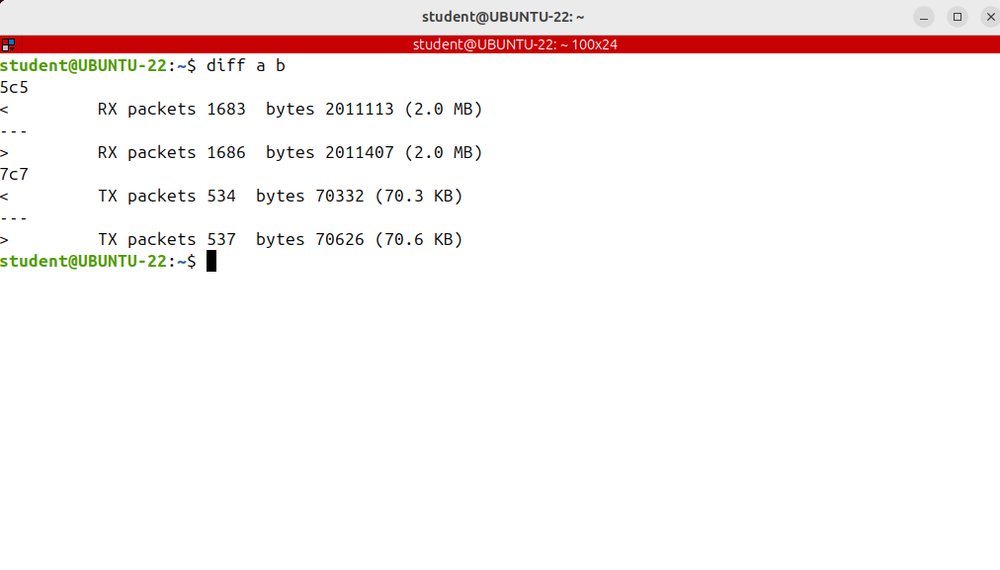 student@UBUNTU-22: ~
student@UBUNTU-22: ~ 100x24
student@UBUNTU-22:~$ diff a b
5c5
<         RX packets 1683  bytes 2011113 (2.0 MB)
---
>         RX packets 1686  bytes 2011407 (2.0 MB)
7c7
<         TX packets 534  bytes 70332 (70.3 KB)
---
>         TX packets 537  bytes 70626 (70.6 KB)
student@UBUNTU-22:~$